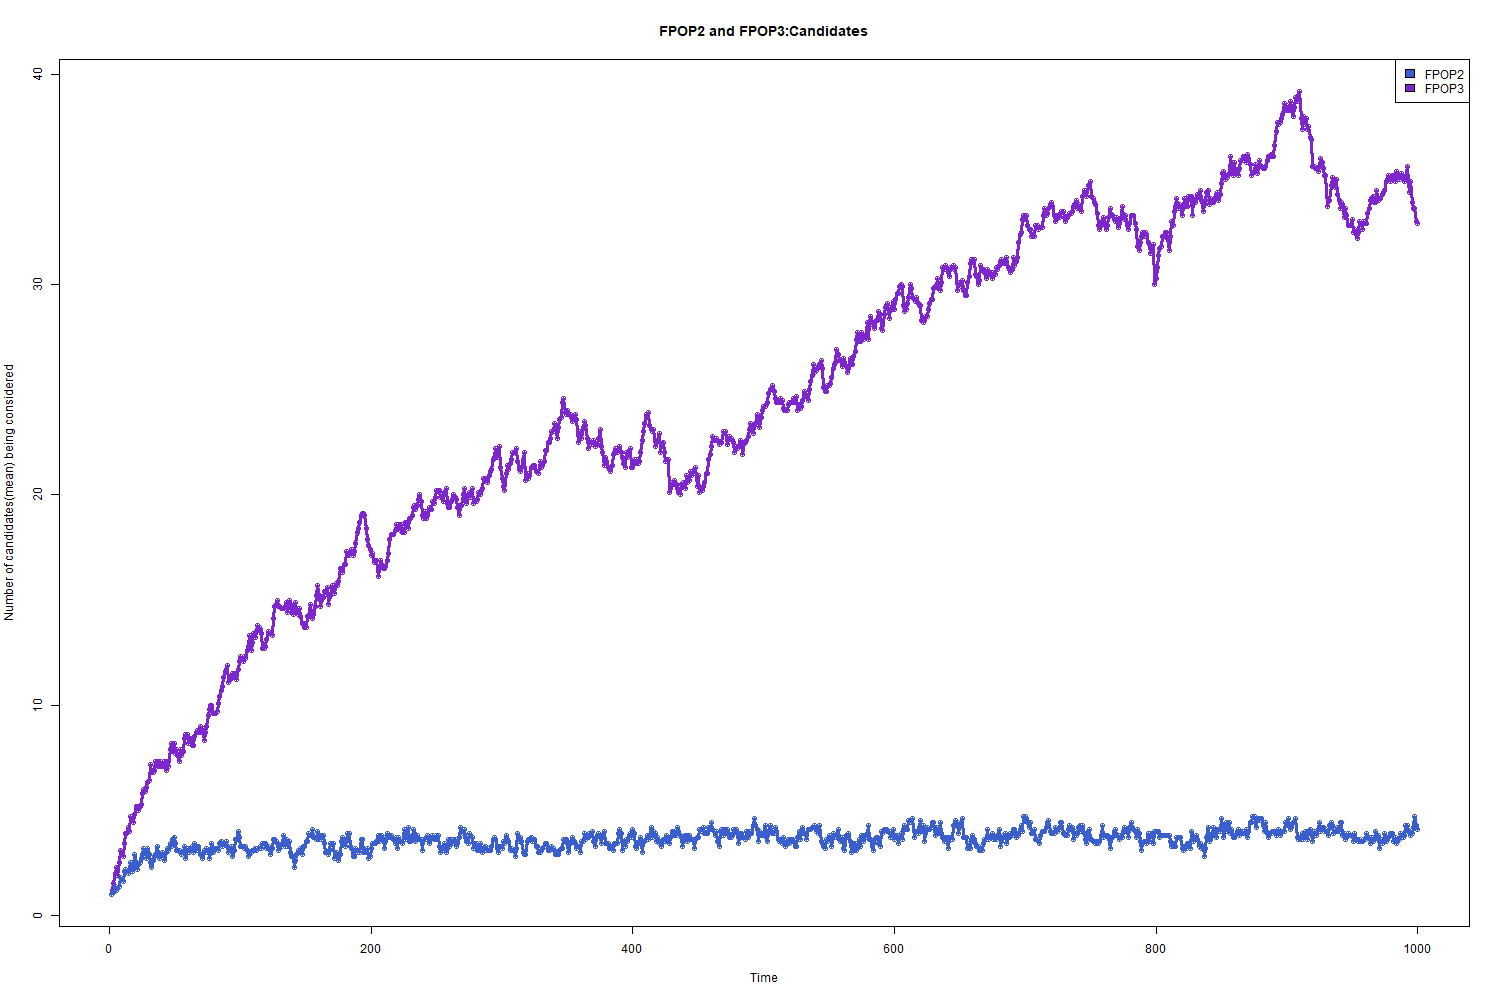 FPOP2 and FPOP3:Candidates
FPOP2
FPOP3
Number of candidates(mean) being considered
40
30
20
10
0
0 200 400 600 800 1000
Time